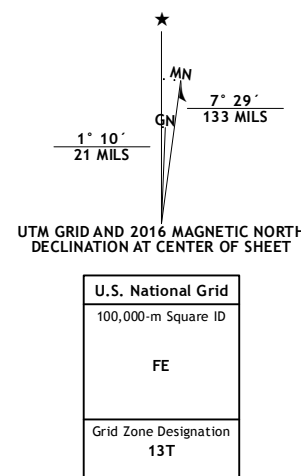 ★
MN
GN
7° 29´
133 MILS
1° 10´
21 MILS
UTM GRID AND 2016 MAGNETIC NORTH
DECLINATION AT CENTER OF SHEET
U.S. National Grid
100,000-m Square ID
FE
Grid Zone Designation
13T